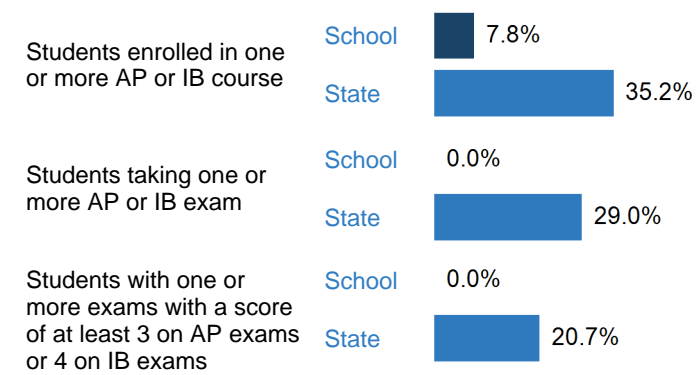 Students enrolled in one
or more AP or IB course
School 7.8%
State 35.2%
Students taking one or
more AP or IB exam
School 0.0%
State 29.0%
Students with one or
more exams with a score
of at least 3 on AP exams
or 4 on IB exams
School 0.0%
State 20.7%